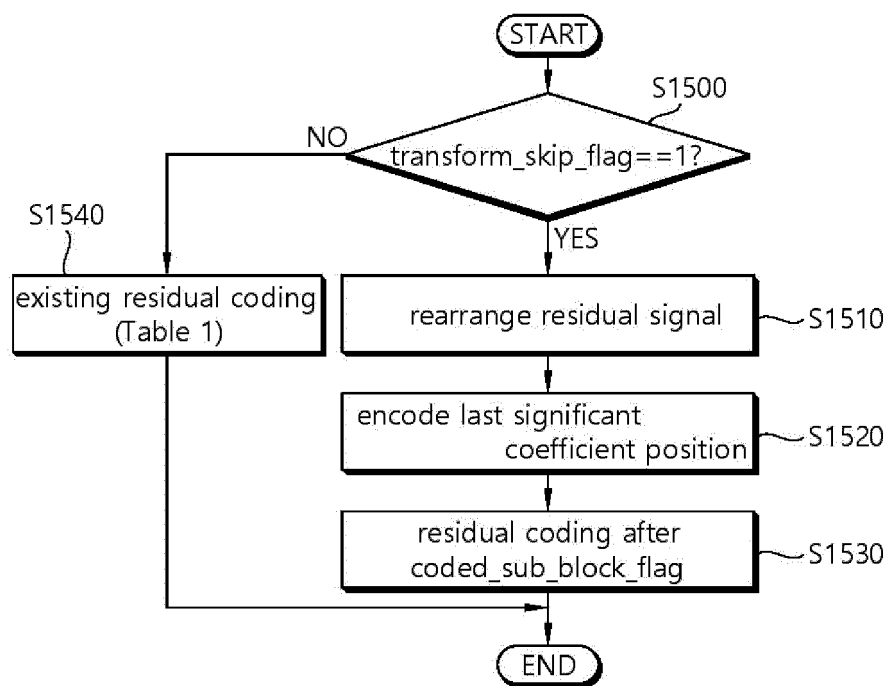 START
S1500
NO
transform_skip_flag==1?
S1540
YES
existing residual coding
(Table 1)
rearrange residual signal
S1510
encode last significant
coefficient position
S1520
residual coding after
coded_sub_block_flag
S1530
END